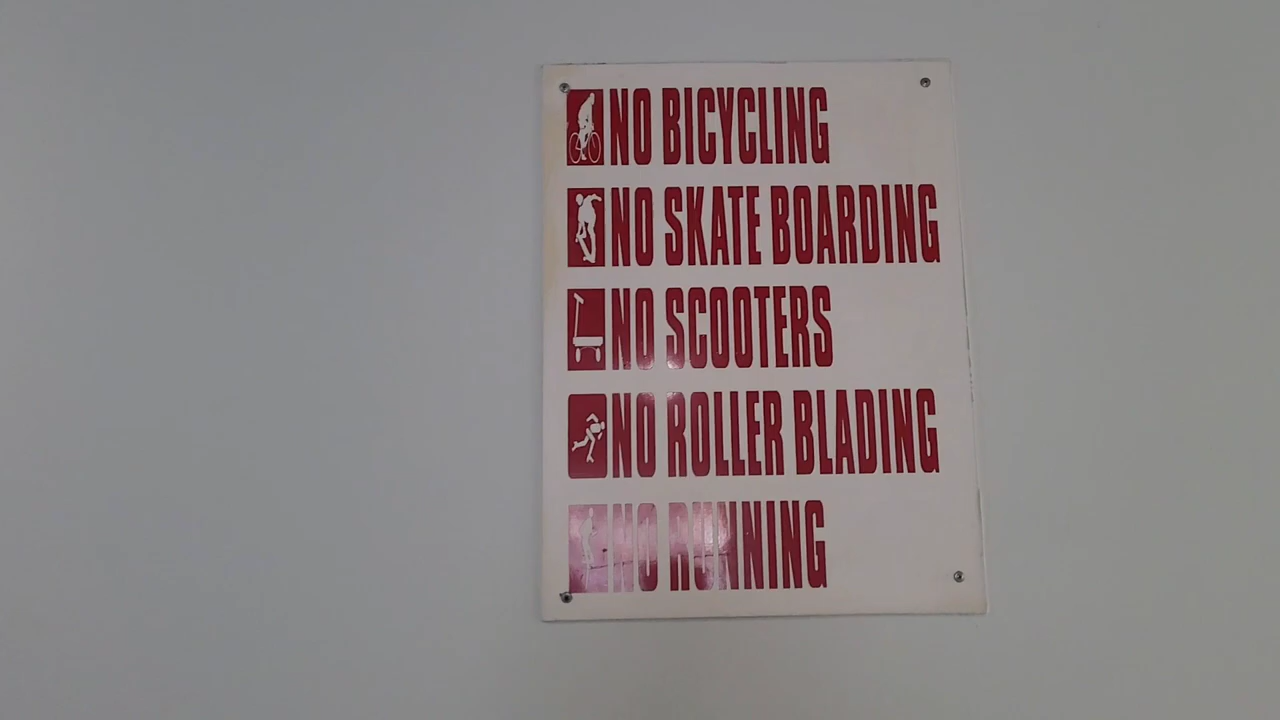 NO BICYCLING
NO SKATE BOARDING
NO SCOOTERS
NO ROLLER BLADING
NO RUNNING